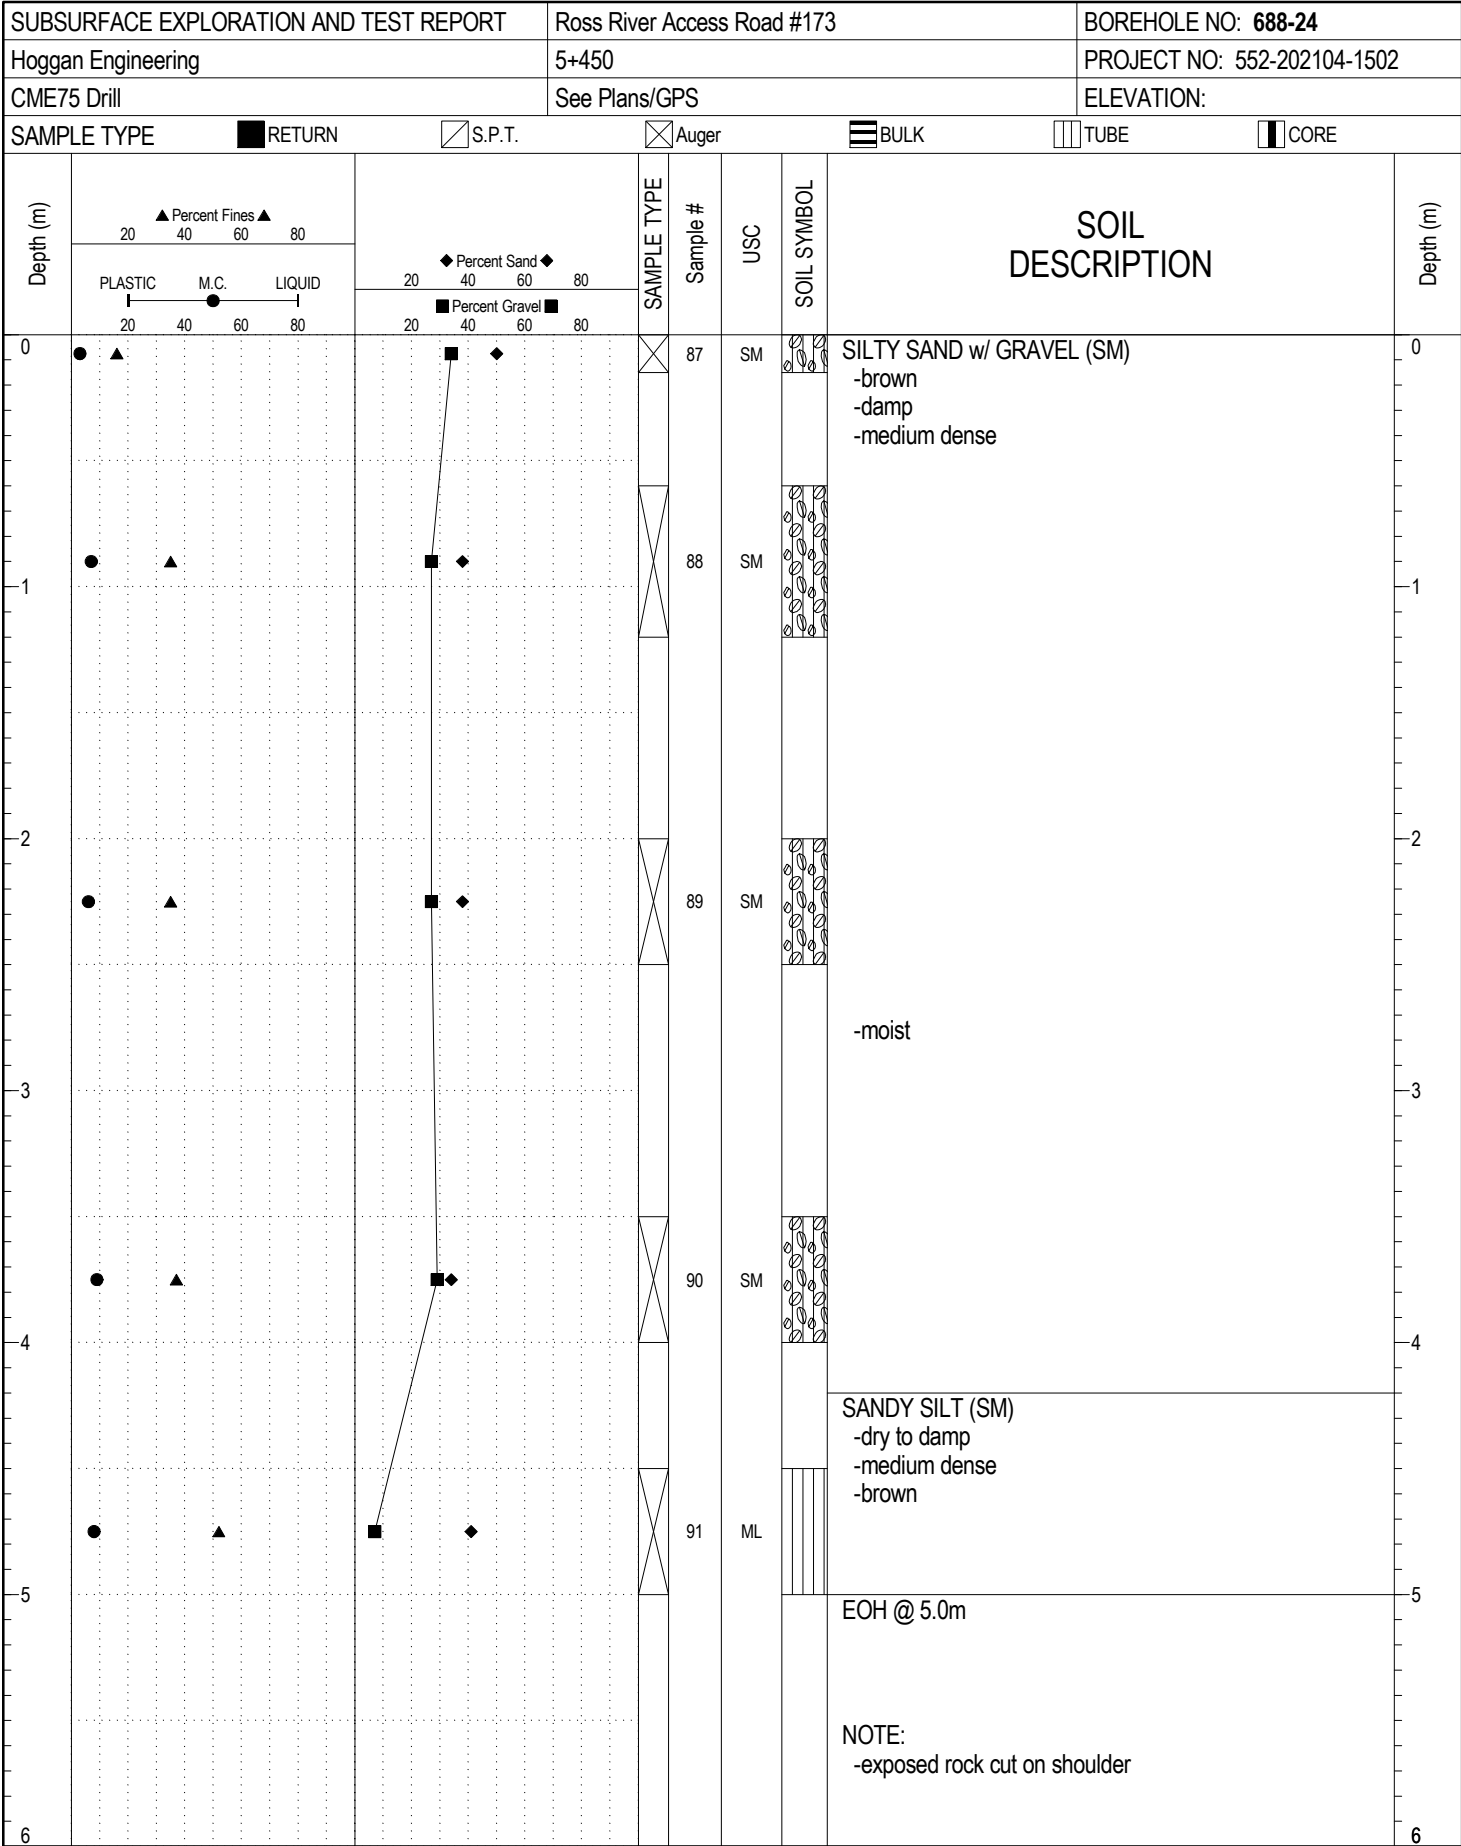 SUBSURFACE EXPLORATION AND TEST REPORT
Ross River Access Road #173
BOREHOLE NO: 688-24
Hoggan Engineering
5+450
PROJECT NO: 552-202104-1502
CME75 Drill
See Plans/GPS
ELEVATION:
SAMPLE TYPE
RETURN
S.P.T.
Auger
BULK
TUBE
CORE
Depth (m)
▲ Percent Fines ▲
20 40 60 80
PLASTIC M.C. LIQUID
20 40 60 80
◆ Percent Sand ◆
20 40 60 80
■ Percent Gravel ■
20 40 60 80
SAMPLE TYPE
Sample #
USC
SOIL SYMBOL
SOIL
DESCRIPTION
Depth (m)
0
87 SM
SILTY SAND w/ GRAVEL (SM)
0
-brown
-damp
-medium dense
88 SM
1
1
2
2
89 SM
-moist
3
3
90 SM
4
4
SANDY SILT (SM)
-dry to damp
-medium dense
-brown
91 ML
5
5
EOH @ 5.0m
NOTE:
-exposed rock cut on shoulder
6
6